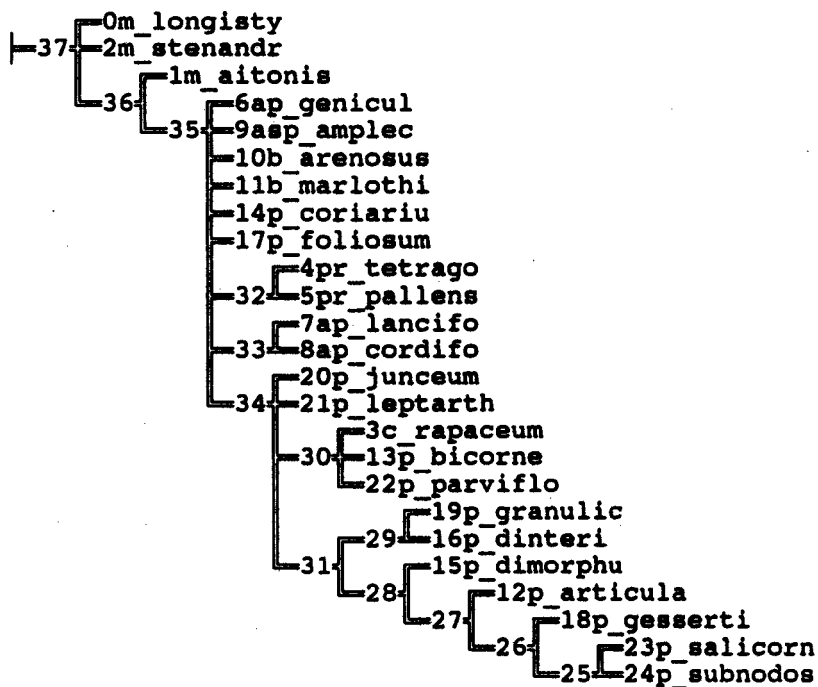 0m_longisty
37 2m_stenandr
1m_aitonis
36 6ap_genicul
35 9asp_amplec
10b_arenosus
11b_marlothi
14p_coriariu
17p_foliosum
4pr_tetrago
32 5pr_pallens
7ap_lancifo
33 8ap_cordifo
20p_junceum
34 21p_leptarth
3c_rapaceum
30 13p_bicorne
22p_parviflo
19p_granulic
29 16p_dinteri
31 15p_dimorphu
28 12p_articula
27 18p_gesserti
26 23p_salicorn
25 24p_subnodos